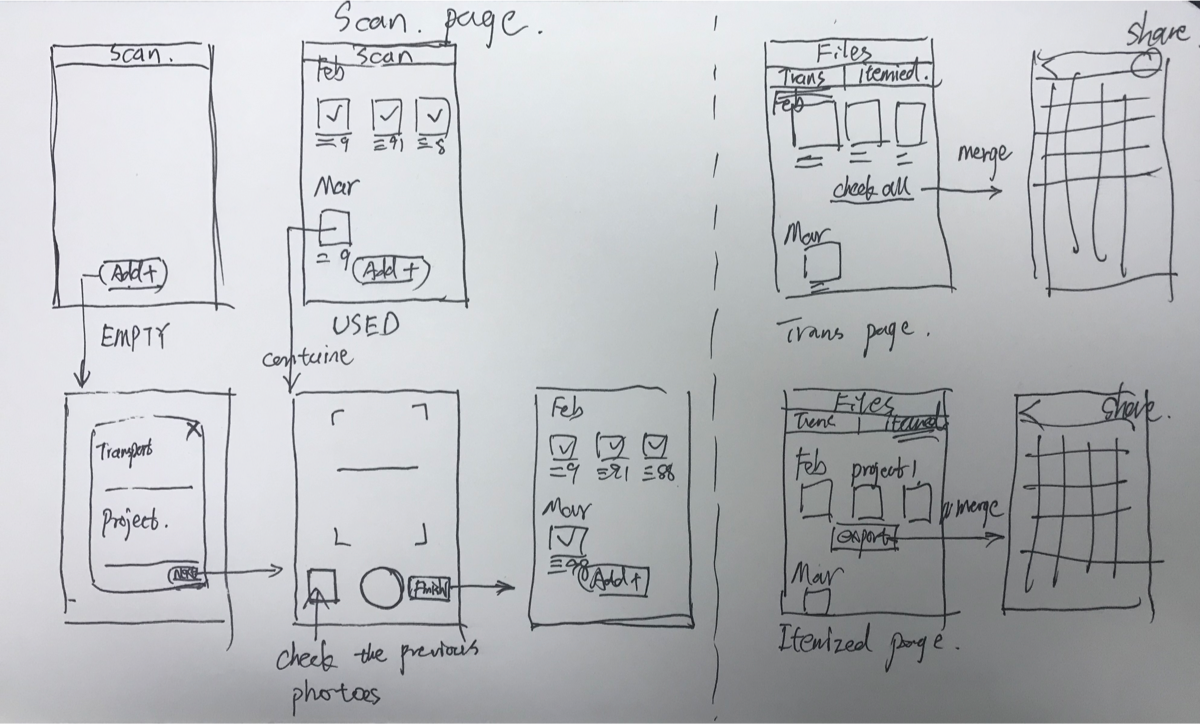 Scan page.
Scan.
Add+
EMPTY
Scan
Feb
=9 =91 =8
Mar
=9
Add+
USED
contuine
Transport
Project.
X
Next
Finish
check the previous
photoes
Feb
=9 =91 =88
Mar
=98
Add+
Files
Trans itemied.
Feb
check all
merge
Mar
Trans page.
share
Files
Trans
Feb project1
export
merge
Mar
Itemized page.
Share.